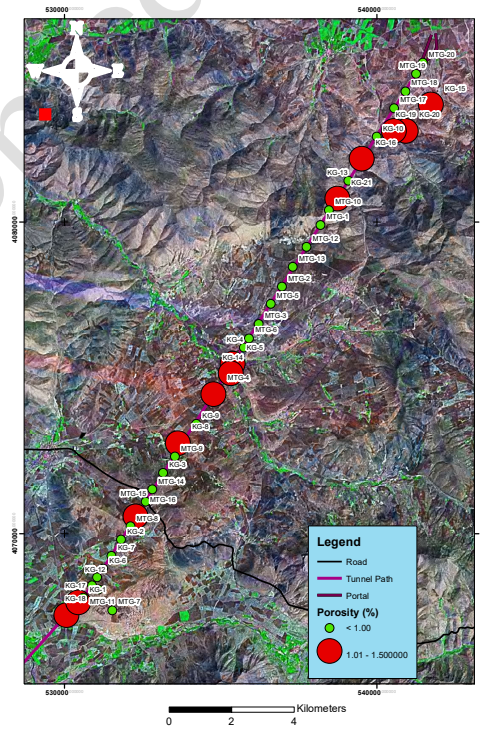 530000
540000
MTG-20
MTG-19
MTG-18
KG-15
MTG-17
KG-19
KG-20
KG-10
KG-16
KG-13
KG-21
MTG-10
4080000
MTG-1
MTG-12
MTG-13
MTG-2
MTG-5
MTG-3
MTG-6
KG-4
KG-5
KG-14
MTG-4
KG-9
KG-8
MTG-9
KG-3
MTG-14
MTG-15
MTG-16
MTG-8
4070000
KG-2
KG-7
KG-6
KG-12
KG-17
KG-1
KG-18
MTG-11
MTG-7
Legend
Road
Tunnel Path
Portal
Porosity (%)
< 1.00
1.01 - 1.500000
530000
540000
Kilometers
0 2 4